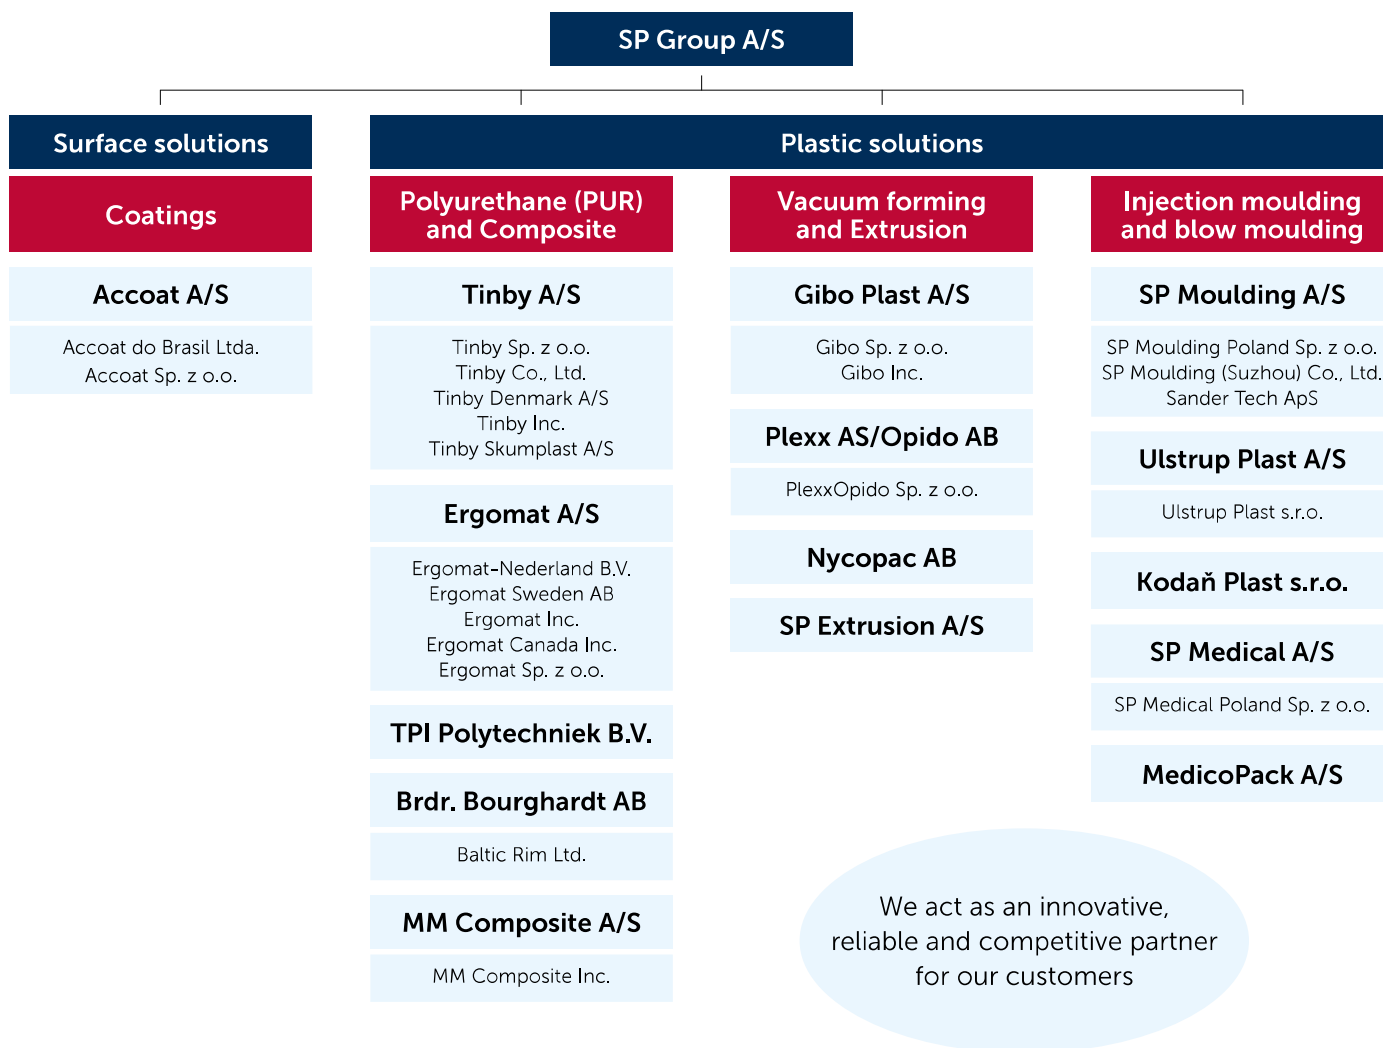 SP Group A/S
Surface solutions
Plastic solutions
Coatings
Accoat A/S
Accoat do Brasil Ltda.
Accoat Sp. z o.o.
Polyurethane (PUR)
and Composite
Tinby A/S
Tinby Sp. z o.o.
Tinby Co., Ltd.
Tinby Denmark A/S
Tinby Inc.
Tinby Skumplast A/S
Ergomat A/S
Ergomat-Nederland B.V.
Ergomat Sweden AB
Ergomat Inc.
Ergomat Canada Inc.
Ergomat Sp. z o.o.
TPI Polytechniek B.V.
Brdr. Bourghardt AB
Baltic Rim Ltd.
MM Composite A/S
MM Composite Inc.
Vacuum forming
and Extrusion
Gibo Plast A/S
Gibo Sp. z o.o.
Gibo Inc.
Plexx AS/Opido AB
PlexxOpido Sp. z o.o.
Nycopac AB
SP Extrusion A/S
Injection moulding
and blow moulding
SP Moulding A/S
SP Moulding Poland Sp. z o.o.
SP Moulding (Suzhou) Co., Ltd.
Sander Tech ApS
Ulstrup Plast A/S
Ulstrup Plast s.r.o.
Kodaň Plast s.r.o.
SP Medical A/S
SP Medical Poland Sp. z o.o.
MedicoPack A/S
We act as an innovative,
reliable and competitive partner
for our customers